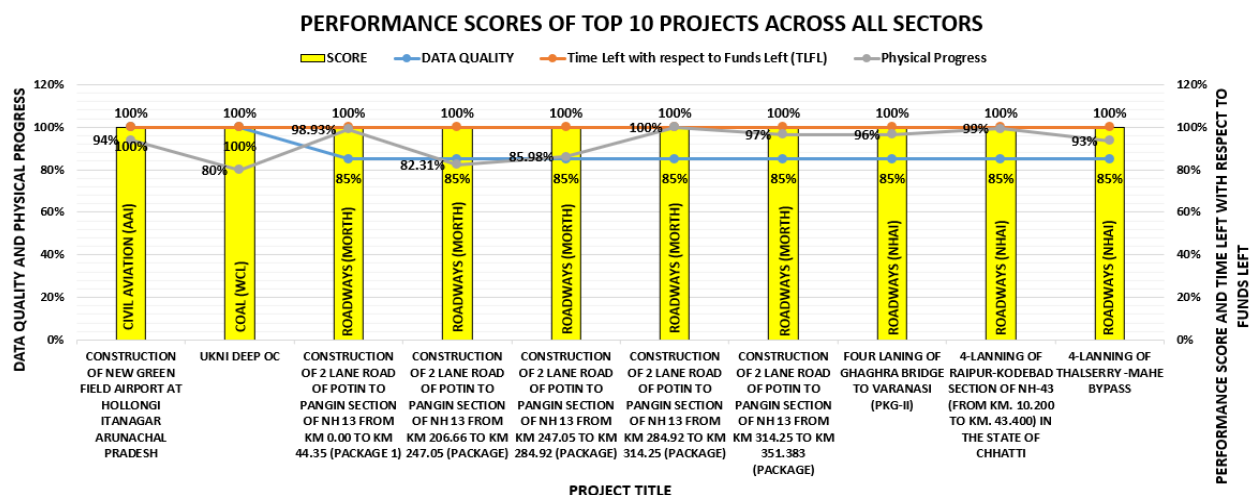 PERFORMANCE SCORES OF TOP 10 PROJECTS ACROSS ALL SECTORS
SCORE
DATA QUALITY
Time Left with respect to Funds Left (TLFL)
Physical Progress
DATA QUALITY AND PHYSICAL PROGRESS
120%
100%
80%
60%
40%
20%
0%
100%
100%
100%
100%
100%
100%
100%
100%
100%
100%
94%
100%
80%
100%
98.93%
85%
82.31%
85%
85.98%
85%
100%
85%
97%
85%
96%
85%
99%
85%
93%
85%
CIVIL AVIATION (AAI)
COAL (WCL)
ROADWAYS (MORTH)
ROADWAYS (MORTH)
ROADWAYS (MORTH)
ROADWAYS (MORTH)
ROADWAYS (MORTH)
ROADWAYS (NHAI)
ROADWAYS (NHAI)
ROADWAYS (NHAI)
120%
100%
80%
60%
40%
20%
0%
PERFORMANCE SCORE AND TIME LEFT WITH RESPECT TO
FUNDS LEFT
CONSTRUCTION
OF NEW GREEN
FIELD AIRPORT AT
HOLLONGI
ITANAGAR
ARUNACHAL
PRADESH
UKNI DEEP OC
CONSTRUCTION
OF 2 LANE ROAD
OF POTIN TO
PANGIN SECTION
OF NH 13 FROM
KM 0.00 TO KM
44.35 (PACKAGE 1)
CONSTRUCTION
OF 2 LANE ROAD
OF POTIN TO
PANGIN SECTION
OF NH 13 FROM
KM 206.66 TO KM
247.05 (PACKAGE)
CONSTRUCTION
OF 2 LANE ROAD
OF POTIN TO
PANGIN SECTION
OF NH 13 FROM
KM 247.05 TO KM
284.92 (PACKAGE)
CONSTRUCTION
OF 2 LANE ROAD
OF POTIN TO
PANGIN SECTION
OF NH 13 FROM
KM 284.92 TO KM
314.25 (PACKAGE)
CONSTRUCTION
OF 2 LANE ROAD
OF POTIN TO
PANGIN SECTION
OF NH 13 FROM
KM 314.25 TO KM
351.383
(PACKAGE)
FOUR LANING OF
GHAGHRA BRIDGE
TO VARANASI
(PKG-II)
4-LANNING OF
RAIPUR-KODEBAD
SECTION OF NH-43
(FROM KM. 10.200
TO KM. 43.400) IN
THE STATE OF
CHHATTI
4-LANNING OF
THALSERRY -MAHE
BYPASS
PROJECT TITLE